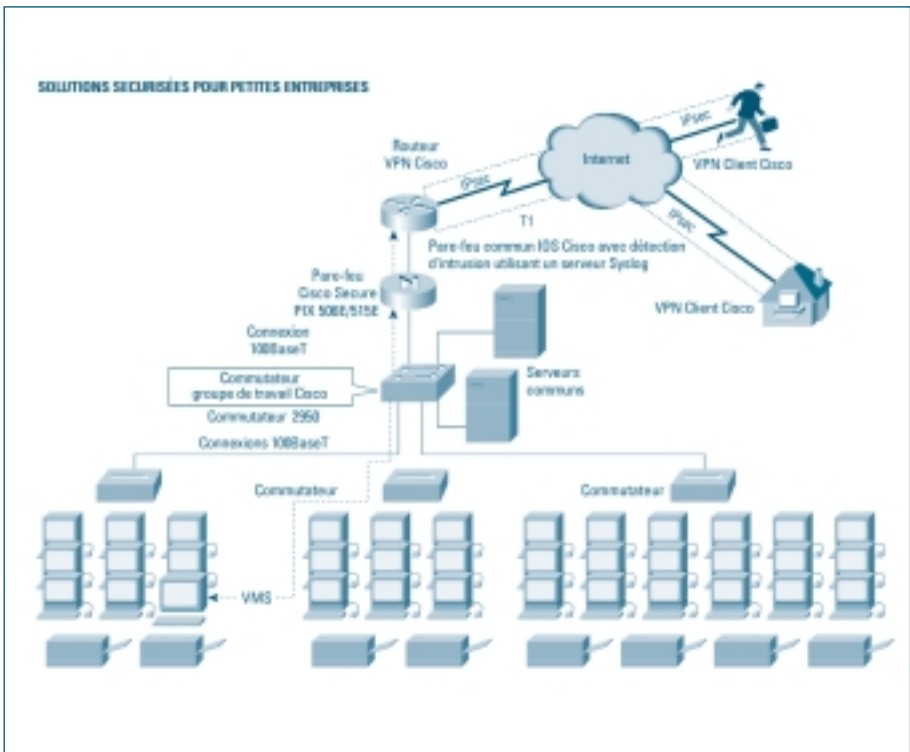 SOLUTIONS SECURISÉES POUR PETITES ENTREPRISES
IPsec
Routeur
VPN Cisco
Internet
VPN Client Cisco
IPsec
T1
IPsec
Pare-feu commun IOS Cisco avec détection
d'intrusion utilisant un serveur Syslog
Pare-feu
Cisco Secure
PIX 506E/515E
VPN Client Cisco
Connexion
100BaseT
Serveurs
communs
Commutateur
groupe de travail Cisco
Commutateur 2950
Connexions 100BaseT
Commutateur
Commutateur
VMS